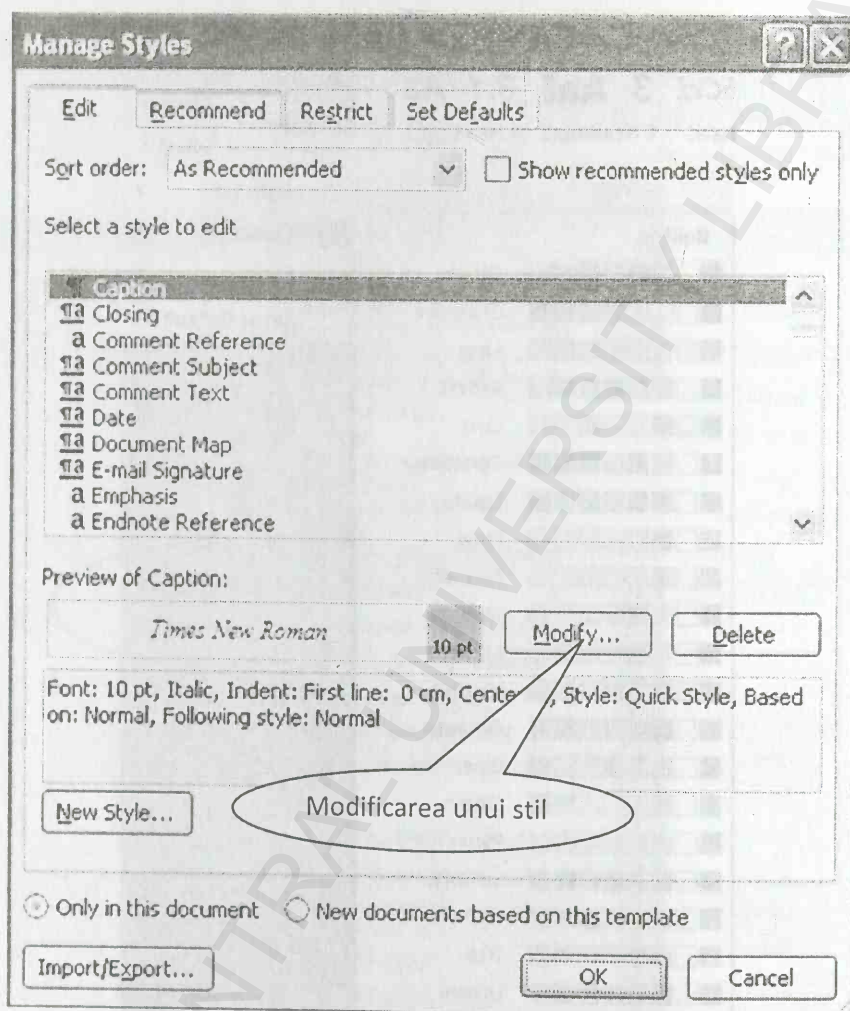 Manage Styles
Edit Recommend Restrict Set Defaults
Sort order: As Recommended Show recommended styles only
Select a style to edit
¶ Caption
¶a Closing
a Comment Reference
¶a Comment Subject
¶a Comment Text
¶a Date
¶a Document Map
¶a E-mail Signature
a Emphasis
a Endnote Reference
Preview of Caption:
Times New Roman 10 pt
Modify... Delete
Font: 10 pt, Italic, Indent: First line: 0 cm, Style: Quick Style, Based
on: Normal, Following style: Normal
New Style...
Modificarea unui stil
Only in this document New documents based on this template
Import/Export... OK Cancel
CENTRAL UNIVERSITY LIBRA